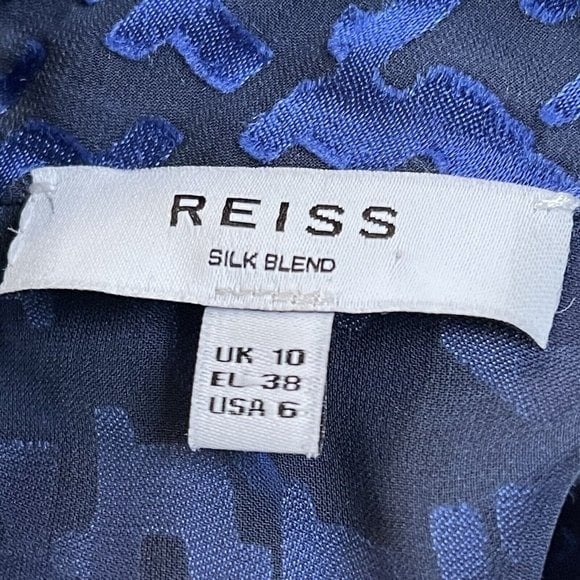 REISS
SILK BLEND
UK 10
EU 38
USA 6